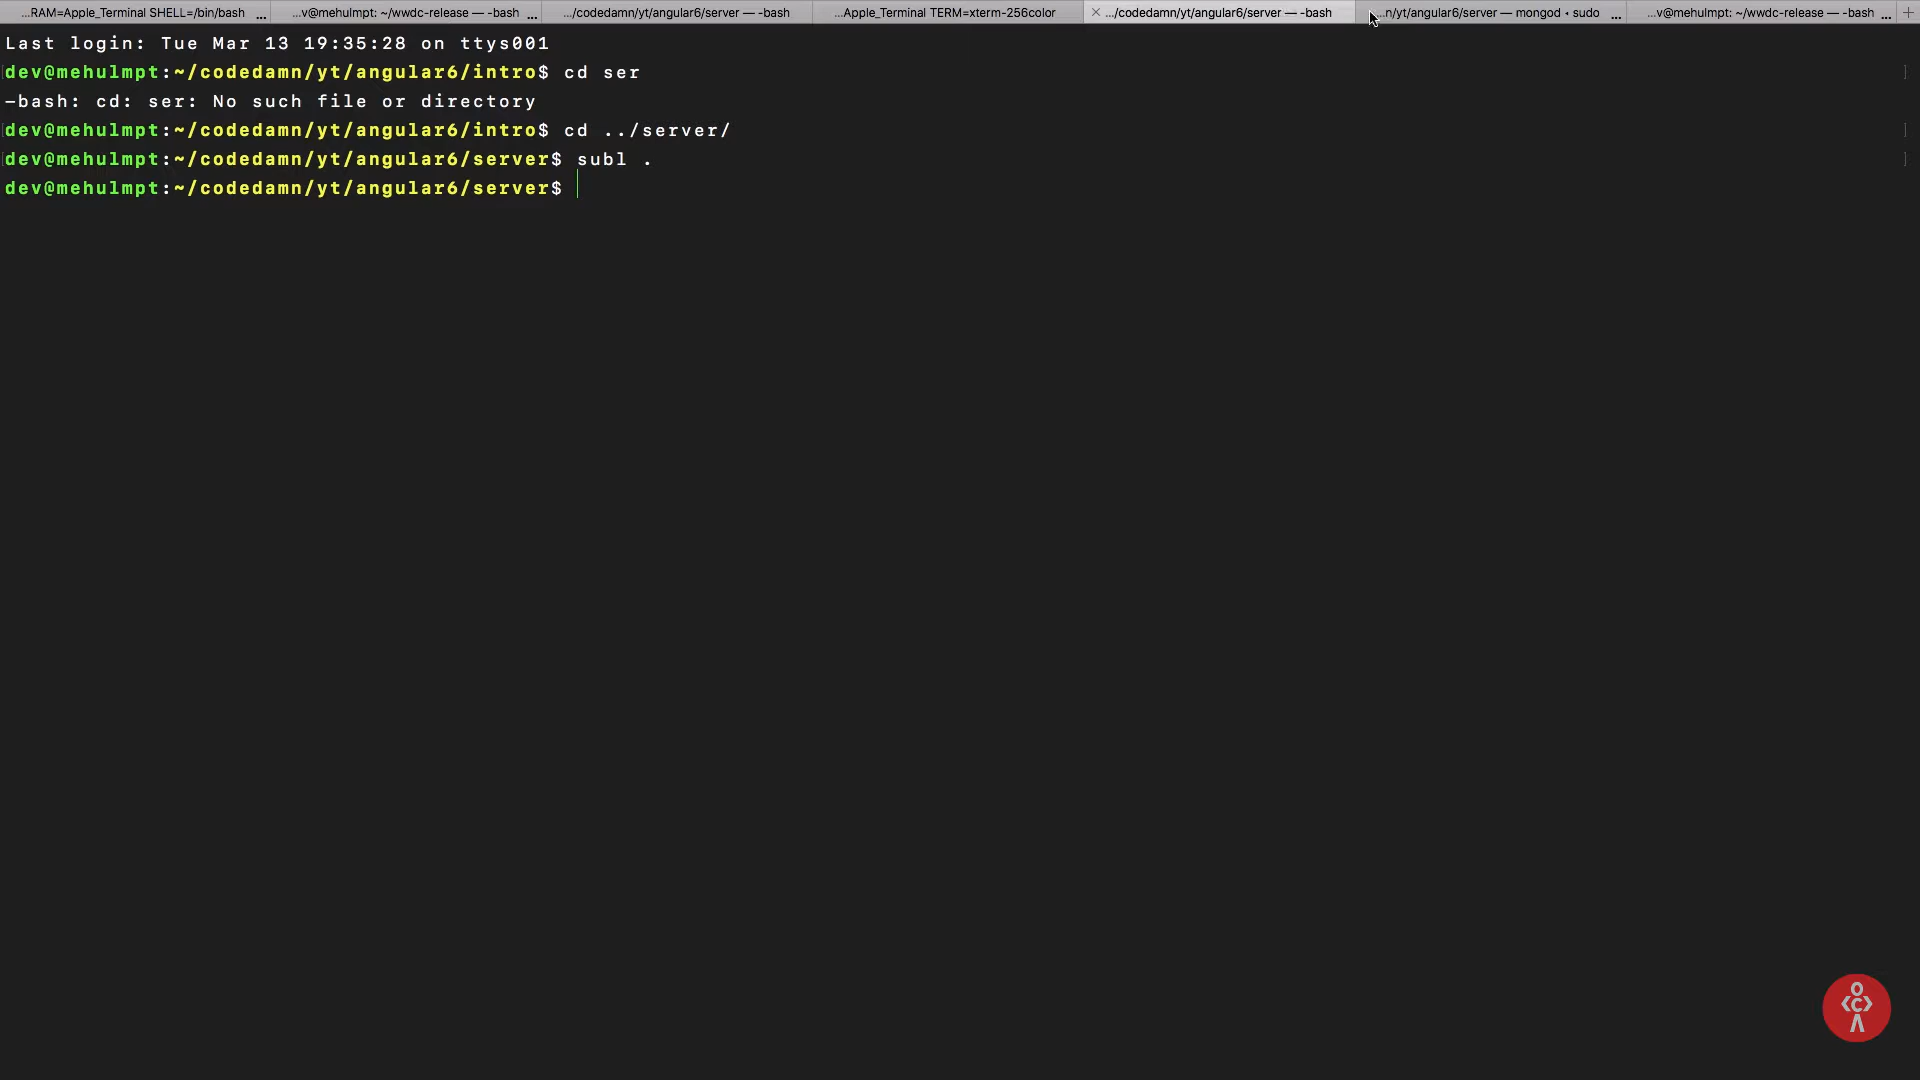 ...RAM=Apple_Terminal SHELL=/bin/bash ... ...v@mehulmpt: ~/wwdc-release — -bash ... .../codedamn/yt/angular6/server — -bash ...Apple_Terminal TERM=xterm-256color × .../codedamn/yt/angular6/server — -bash ...n/yt/angular6/server — mongod ◂ sudo ... ...v@mehulmpt: ~/wwdc-release — -bash ... +
Last login: Tue Mar 13 19:35:28 on ttys001
dev@mehulmpt:~/codedamn/yt/angular6/intro$ cd ser
-bash: cd: ser: No such file or directory
dev@mehulmpt:~/codedamn/yt/angular6/intro$ cd ../server/
dev@mehulmpt:~/codedamn/yt/angular6/server$ subl .
dev@mehulmpt:~/codedamn/yt/angular6/server$